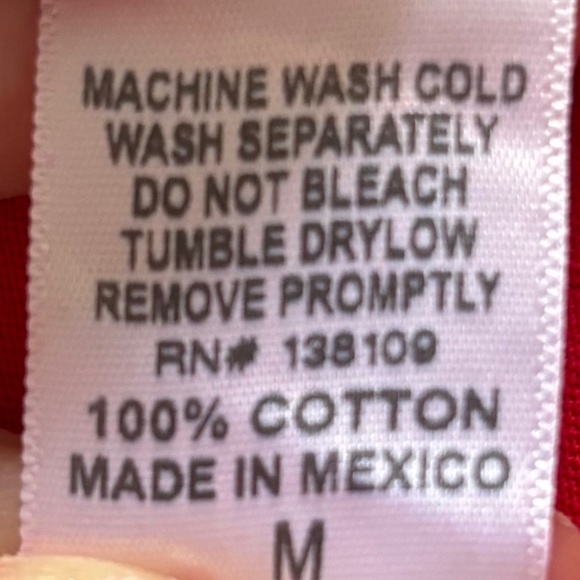 MACHINE WASH COLD
WASH SEPARATELY
DO NOT BLEACH
TUMBLE DRYLOW
REMOVE PROMPTLY
RN# 138109
100% COTTON
MADE IN MEXICO
M